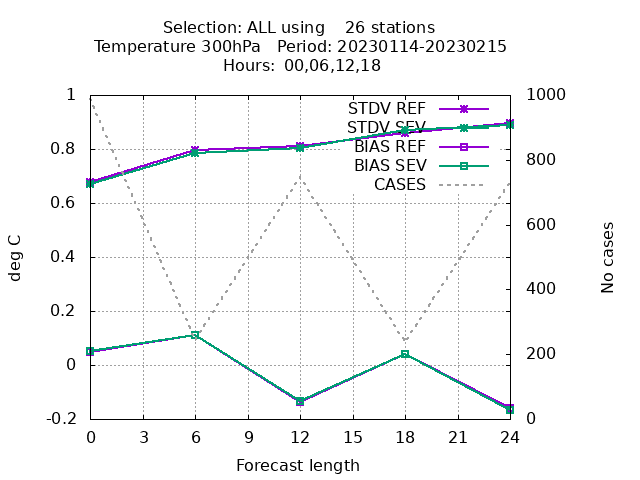 Selection: ALL using    26 stations
Temperature 300hPa   Period: 20230114-20230215
Hours: 00,06,12,18
STDV REF
STDV SEV
BIAS REF
BIAS SEV
CASES
1
0.8
0.6
0.4
0.2
0
-0.2
1000
800
600
400
200
0
deg C
No cases
0 3 6 9 12 15 18 21 24
Forecast length